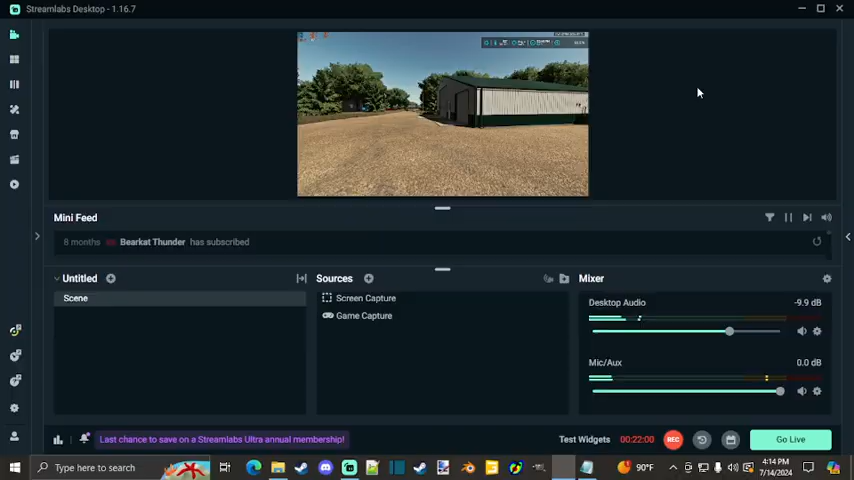 Streamlabs Desktop - 1.16.7
Mini Feed
8 months Bearkat Thunder has subscribed
Untitled
Sources
Mixer
Scene
Screen Capture
Game Capture
Desktop Audio -9.9 dB
Mic/Aux 0.0 dB
Last chance to save on a Streamlabs Ultra annual membership!
Test Widgets 00:22:00 REC Go Live
Type here to search
90°F
4:14 PM
7/14/2024